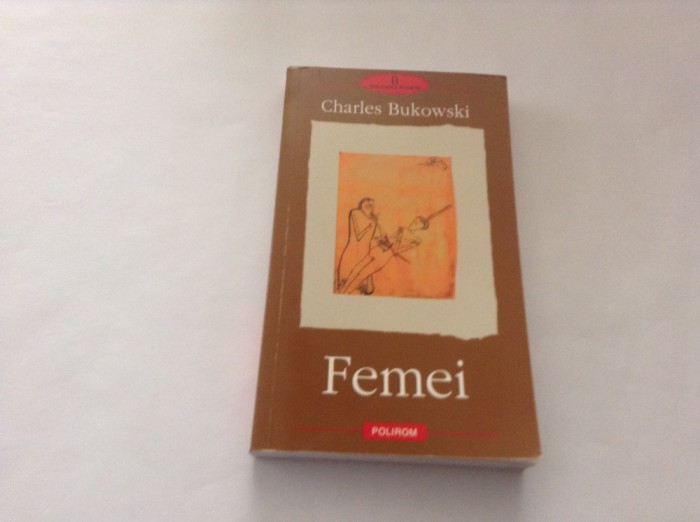 Charles Bukowski
Femei
POLIROM